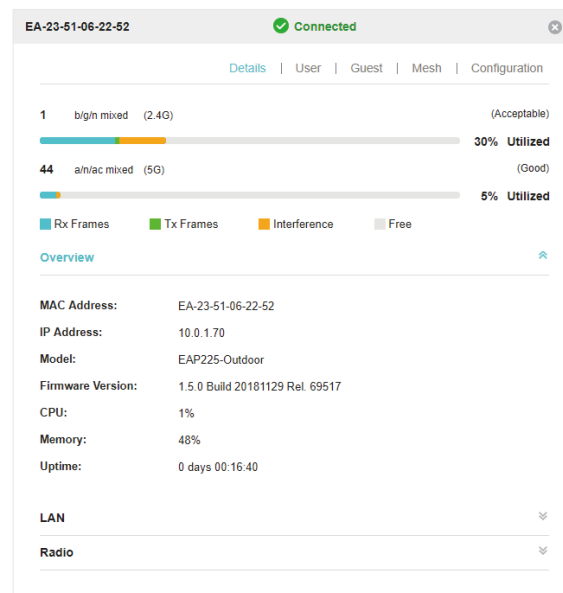 EA-23-51-06-22-52 Connected
Details | User | Guest | Mesh | Configuration
1 b/g/n mixed (2.4G) (Acceptable)
30% Utilized
44 a/n/ac mixed (5G) (Good)
5% Utilized
Rx Frames Tx Frames Interference Free
Overview
MAC Address: EA-23-51-06-22-52
IP Address: 10.0.1.70
Model: EAP225-Outdoor
Firmware Version: 1.5.0 Build 20181129 Rel. 69517
CPU: 1%
Memory: 48%
Uptime: 0 days 00:16:40
LAN
Radio